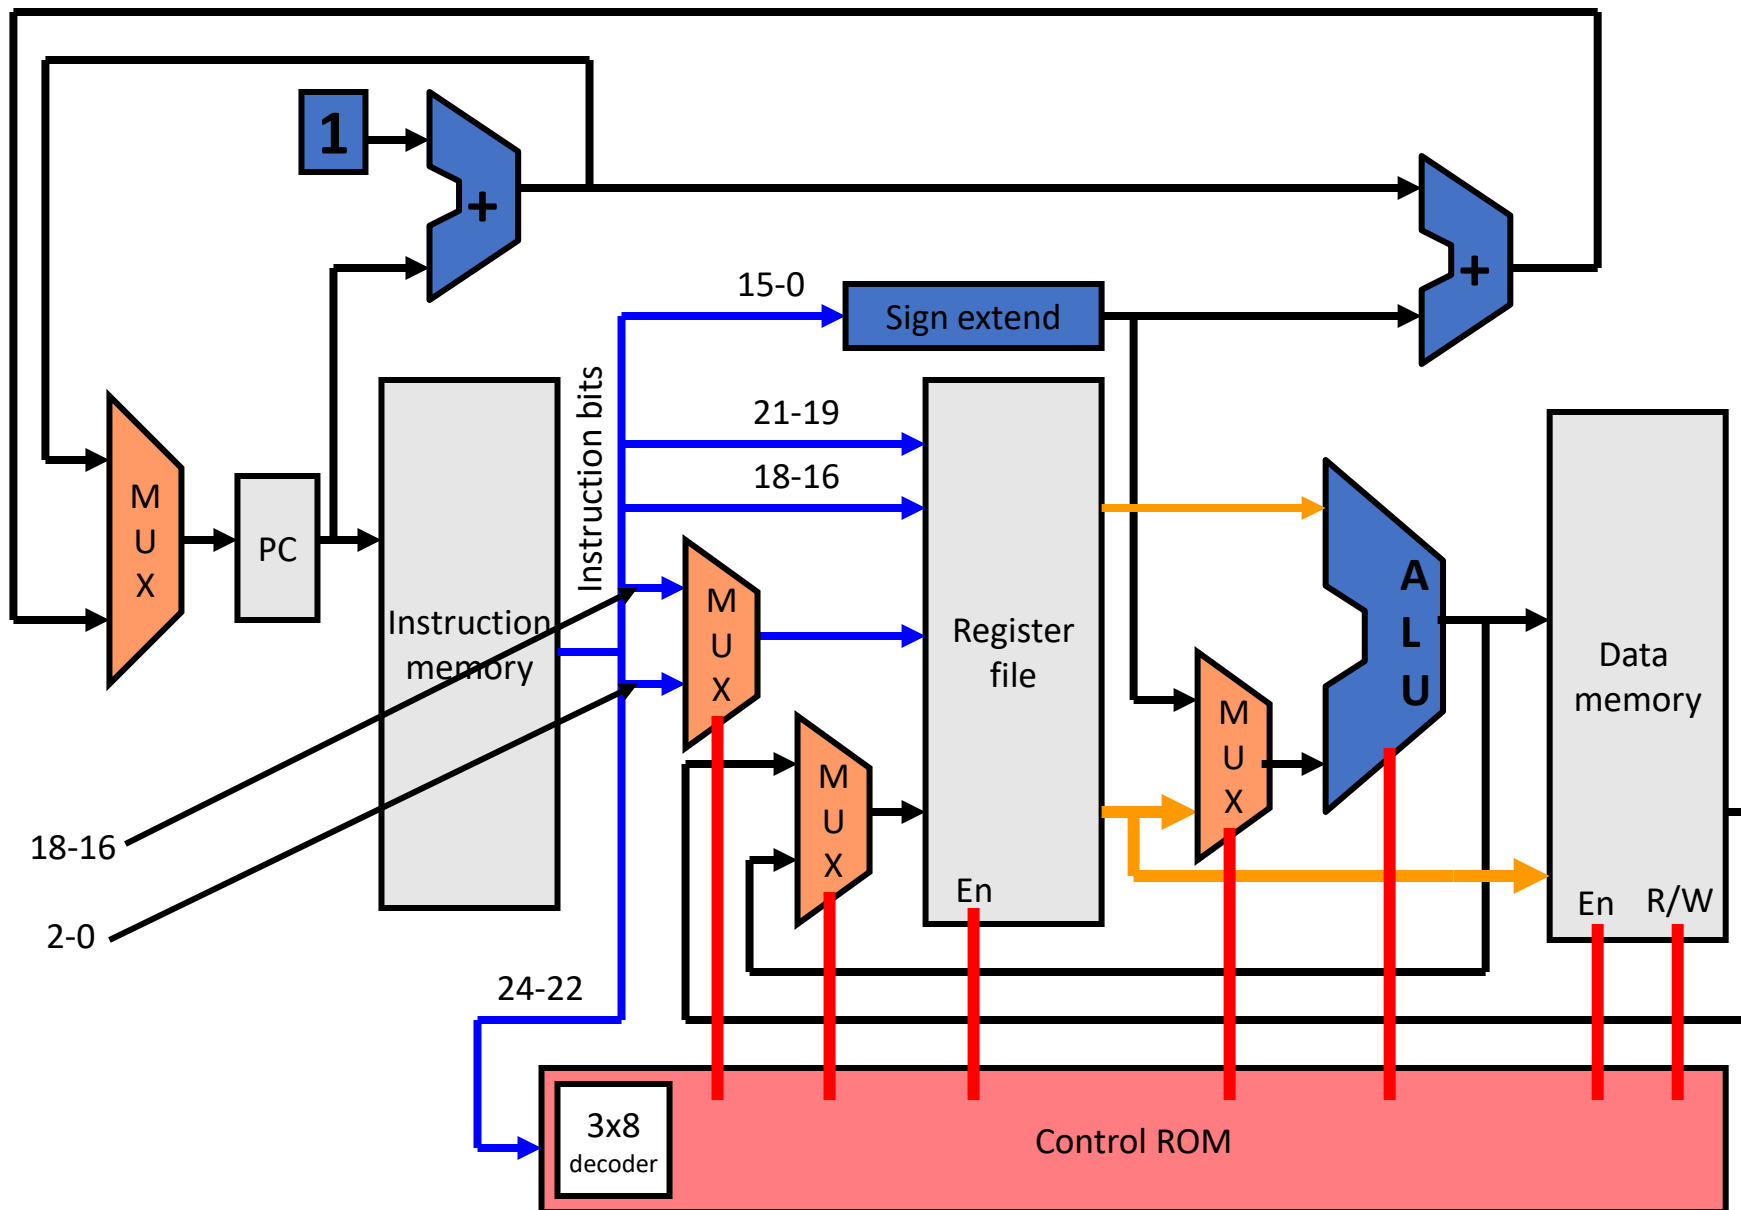 1
+
+
15-0
Sign extend
Instruction bits
21-19
18-16
M
U
X
PC
Instruction
memory
M
U
X
Register
file
En
M
U
X
M
U
X
A
L
U
Data
memory
En
R/W
18-16
2-0
24-22
3x8
decoder
Control ROM